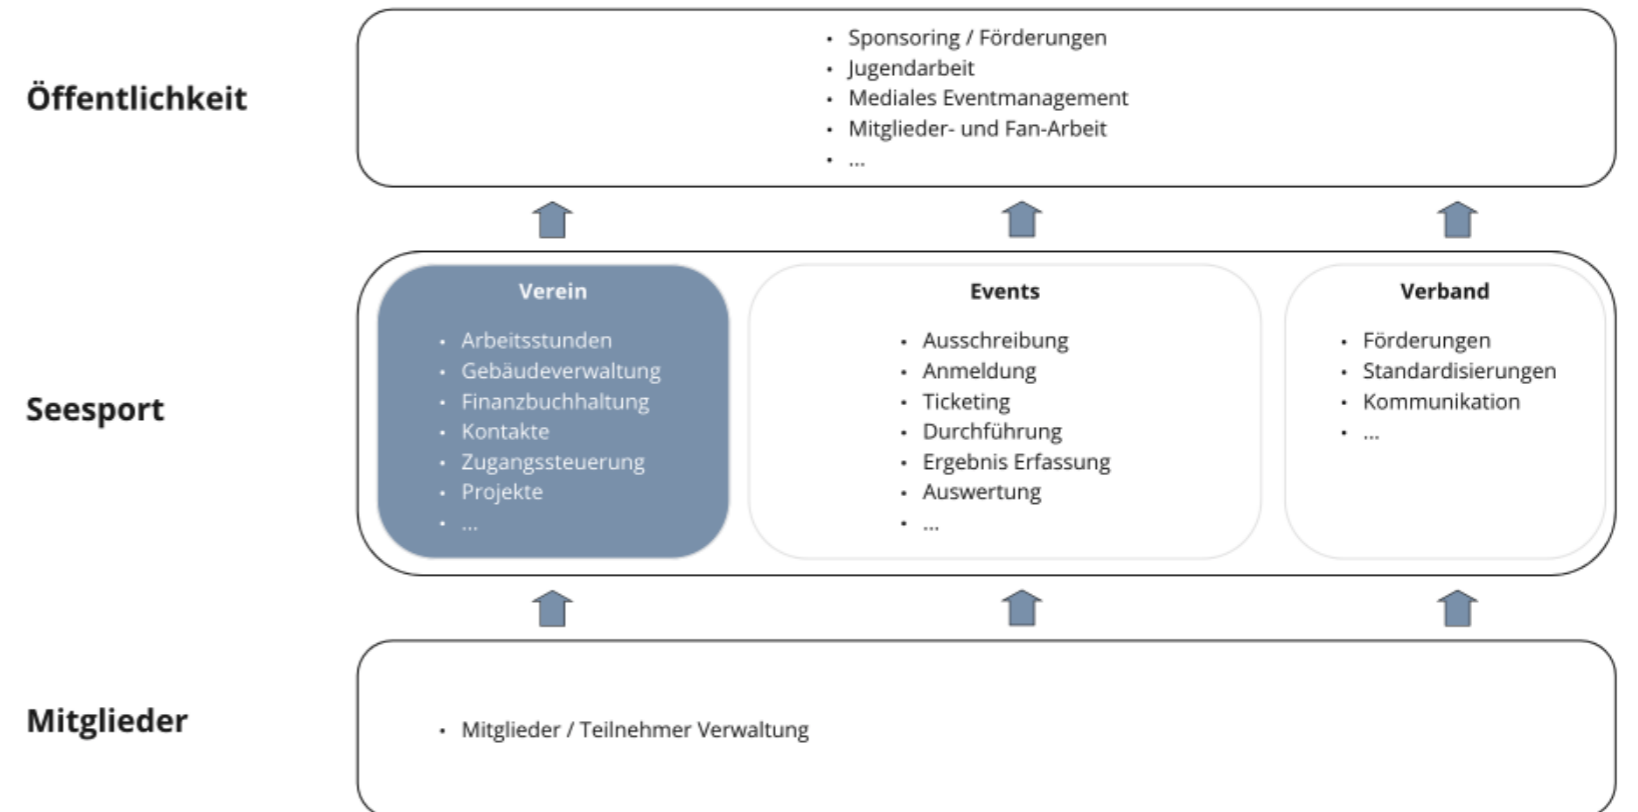 Öffentlichkeit
• Sponsoring / Förderungen
• Jugendarbeit
• Mediales Eventmanagement
• Mitglieder- und Fan-Arbeit
• ...
Seesport
Verein
• Arbeitsstunden
• Gebäudeverwaltung
• Finanzbuchhaltung
• Kontakte
• Zugangssteuerung
• Projekte
• ...
Events
• Ausschreibung
• Anmeldung
• Ticketing
• Durchführung
• Ergebnis Erfassung
• Auswertung
• ...
Verband
• Förderungen
• Standardisierungen
• Kommunikation
• ...
Mitglieder
• Mitglieder / Teilnehmer Verwaltung